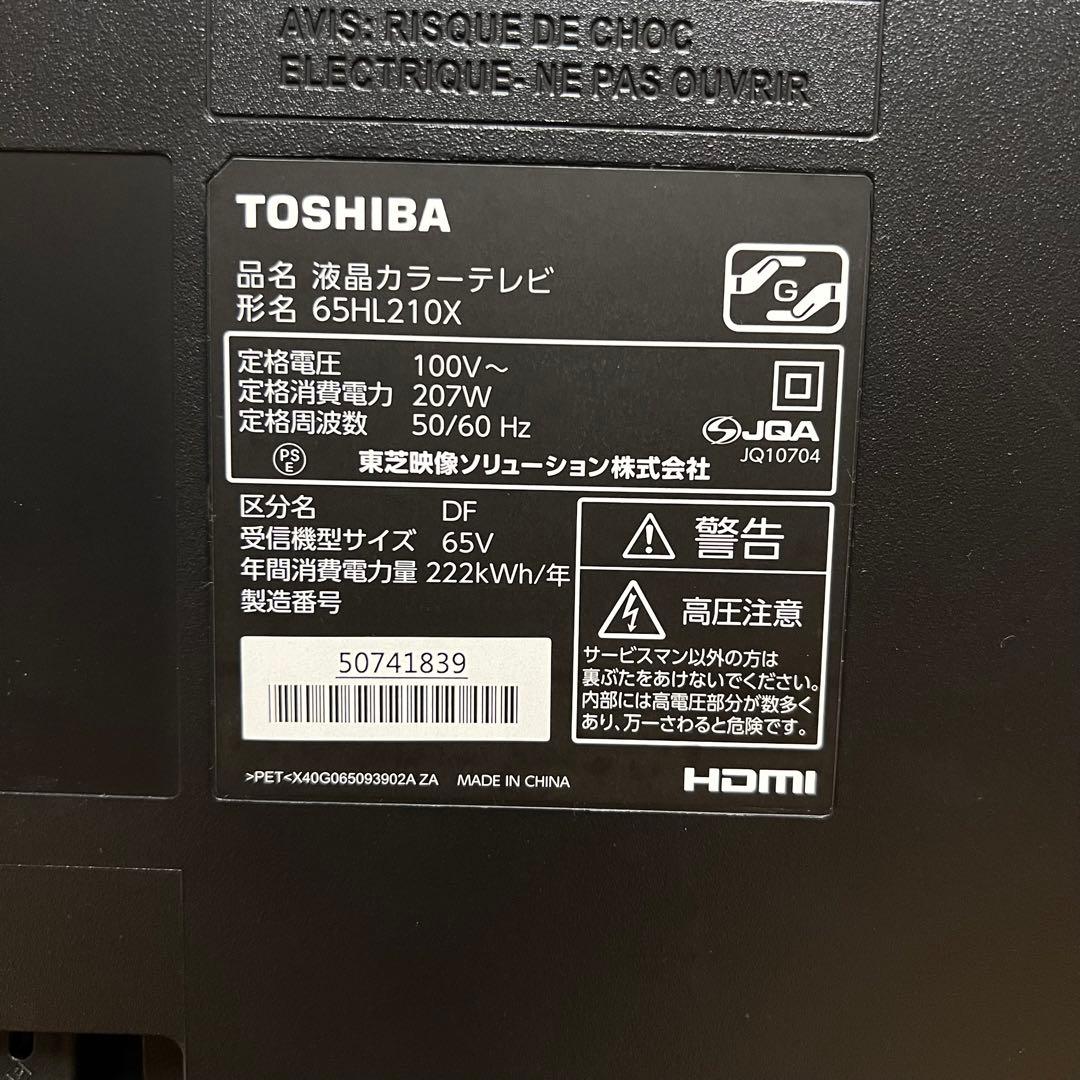 AVIS: RISQUE DE CHOC
ELECTRIQUE- NE PAS OUVRIR
TOSHIBA
品名 液晶カラーテレビ
形名 65HL210X
G
定格電圧 100V～
定格消費電力 207W
定格周波数 50/60 Hz
JQA
JQ10704
PS
E
東芝映像ソリューション株式会社
区分名 DF
受信機型サイズ 65V
年間消費電力量 222kWh/年
製造番号
50741839
警告
高圧注意
サービスマン以外の方は
裏ぶたをあけないでください。
内部には高電圧部分が数多く
あり、万一さわると危険です。
>PET<X40G065093902A ZA MADE IN CHINA
HDMI